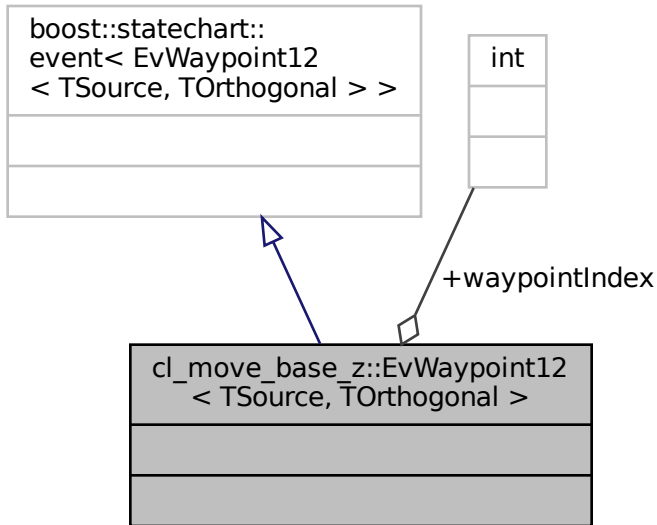 boost::statechart::
event< EvWaypoint12
< TSource, TOrthogonal > >
int
+waypointIndex
cl_move_base_z::EvWaypoint12
< TSource, TOrthogonal >